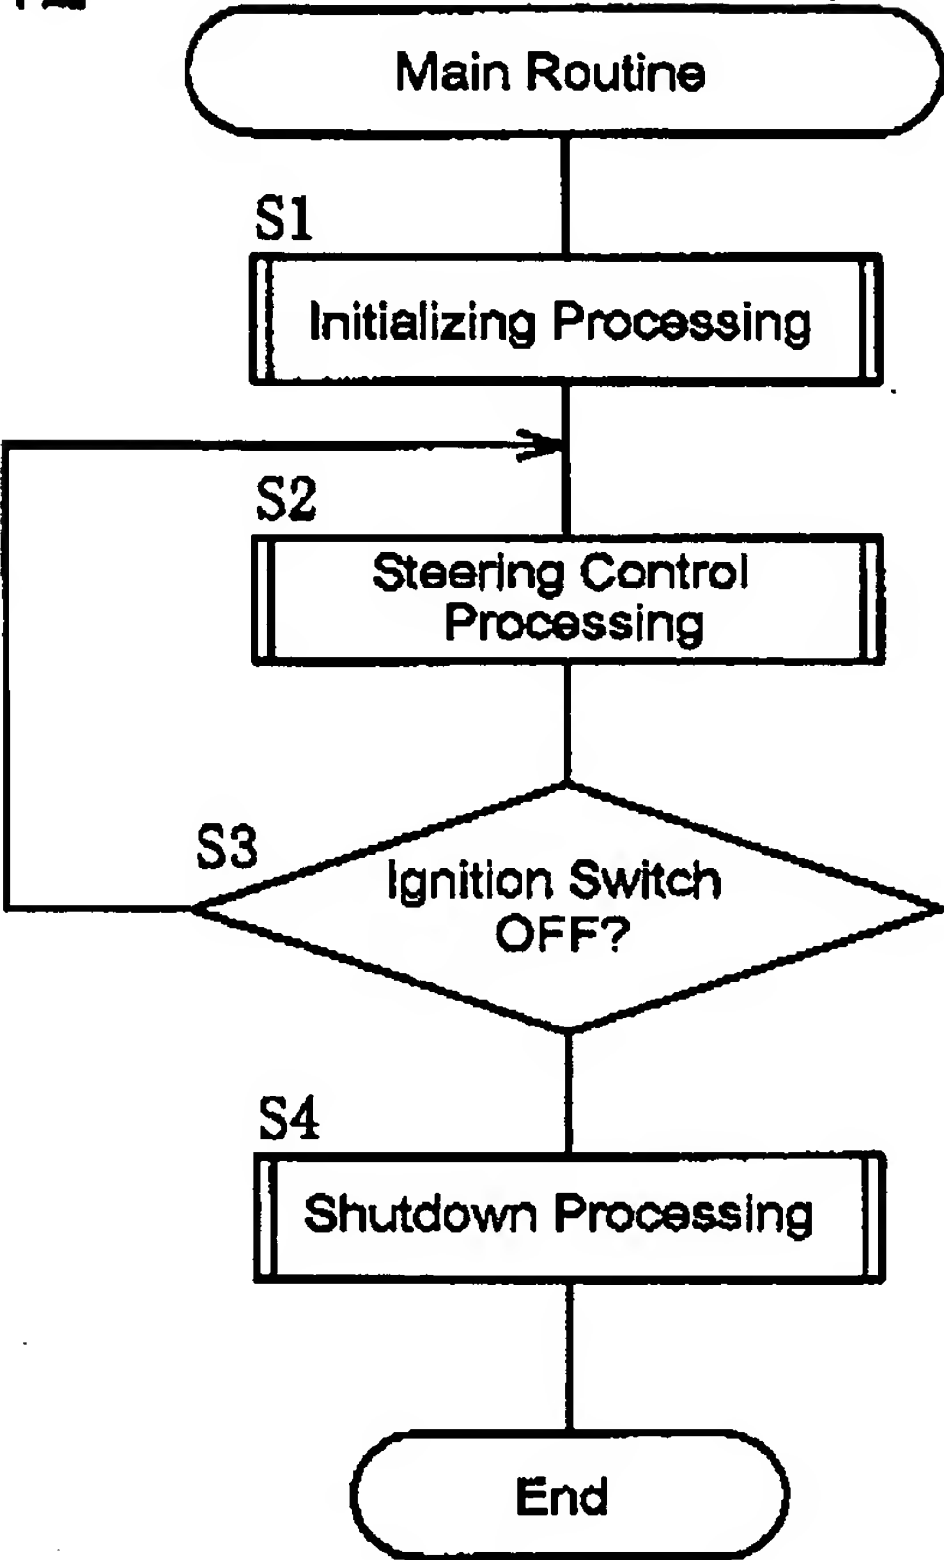 Main Routine
S1
Initializing Processing
S2
Steering Control
Processing
S3
Ignition Switch
OFF?
S4
Shutdown Processing
End